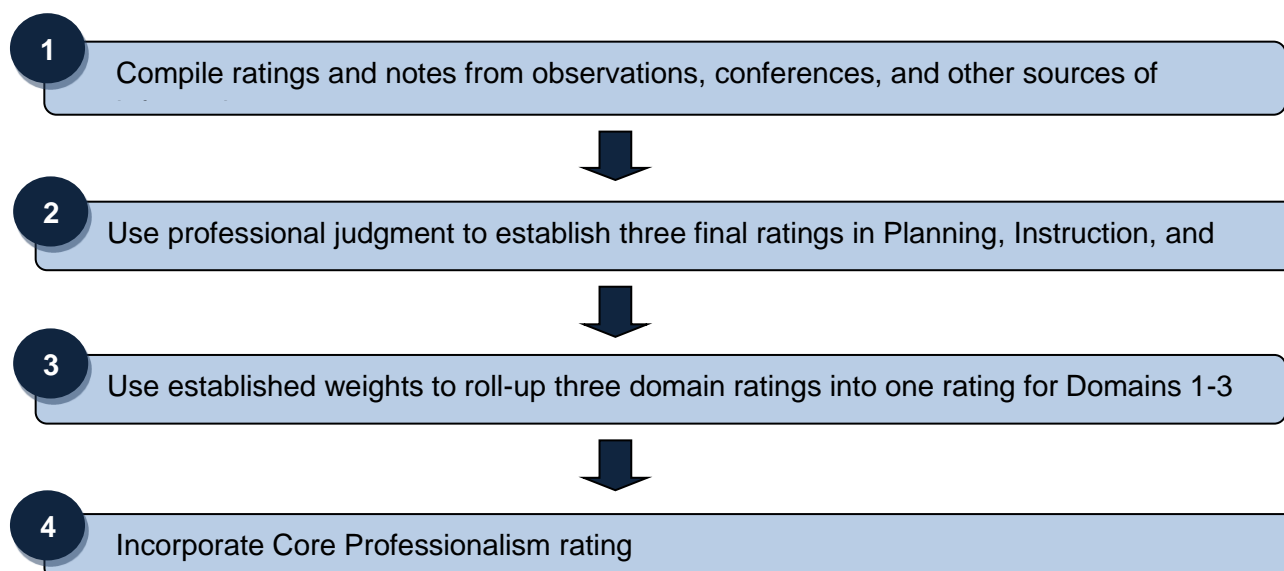 1
Compile ratings and notes from observations, conferences, and other sources of
2
Use professional judgment to establish three final ratings in Planning, Instruction, and
3
Use established weights to roll-up three domain ratings into one rating for Domains 1-3
4
Incorporate Core Professionalism rating